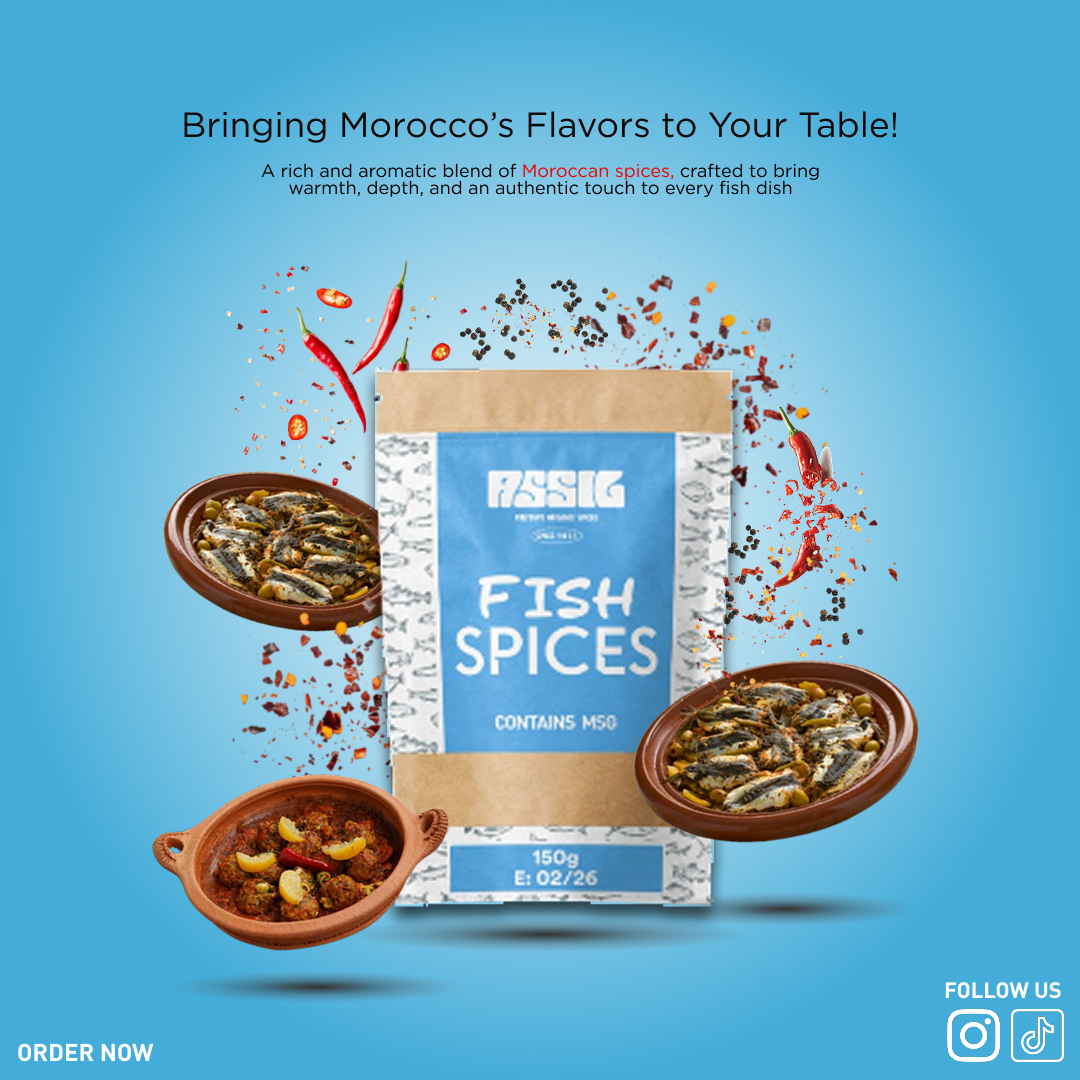 Bringing Morocco’s Flavors to Your Table!
A rich and aromatic blend of Moroccan spices, crafted to bring
warmth, depth, and an authentic touch to every fish dish
ASSIG
FISH
SPICES
CONTAINS MSG
150g
E: 02/26
FOLLOW US
ORDER NOW